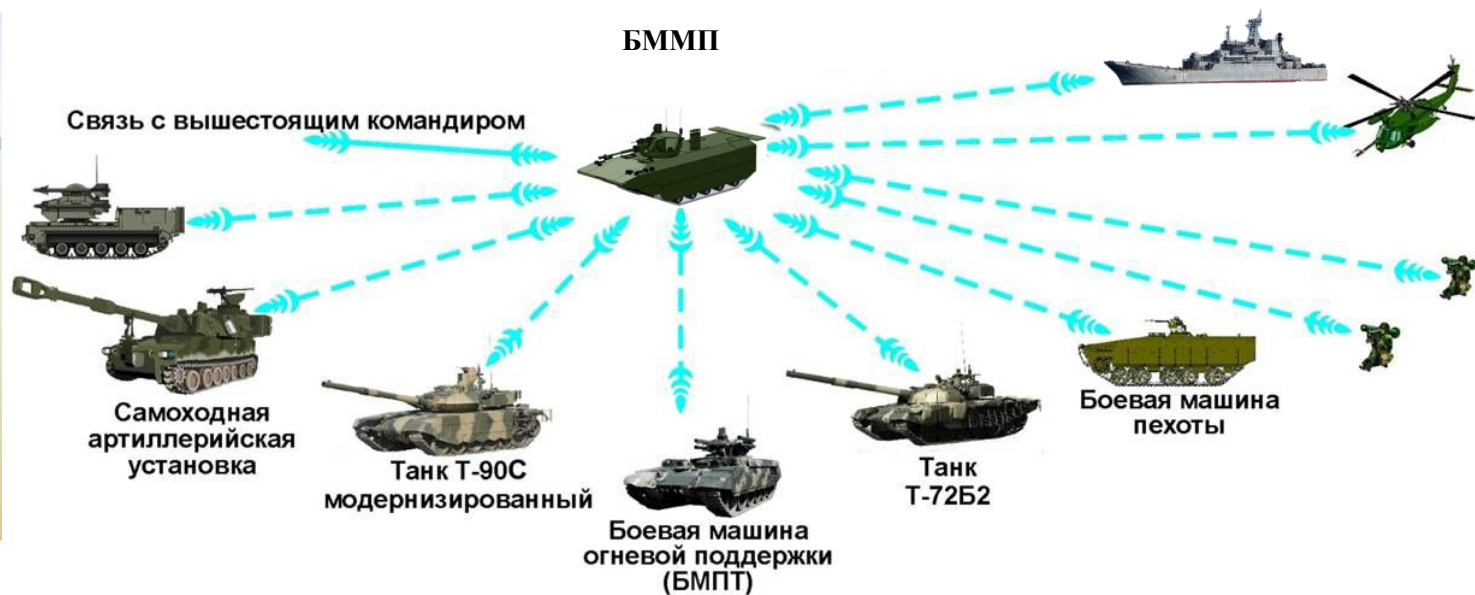 БММП
Связь с вышестоящим командиром
Самоходная
артиллерийская
установка
Танк Т-90С
модернизированный
Боевая машина
огневой поддержки
(БМПТ)
Танк
Т-72Б2
Боевая машина
пехоты